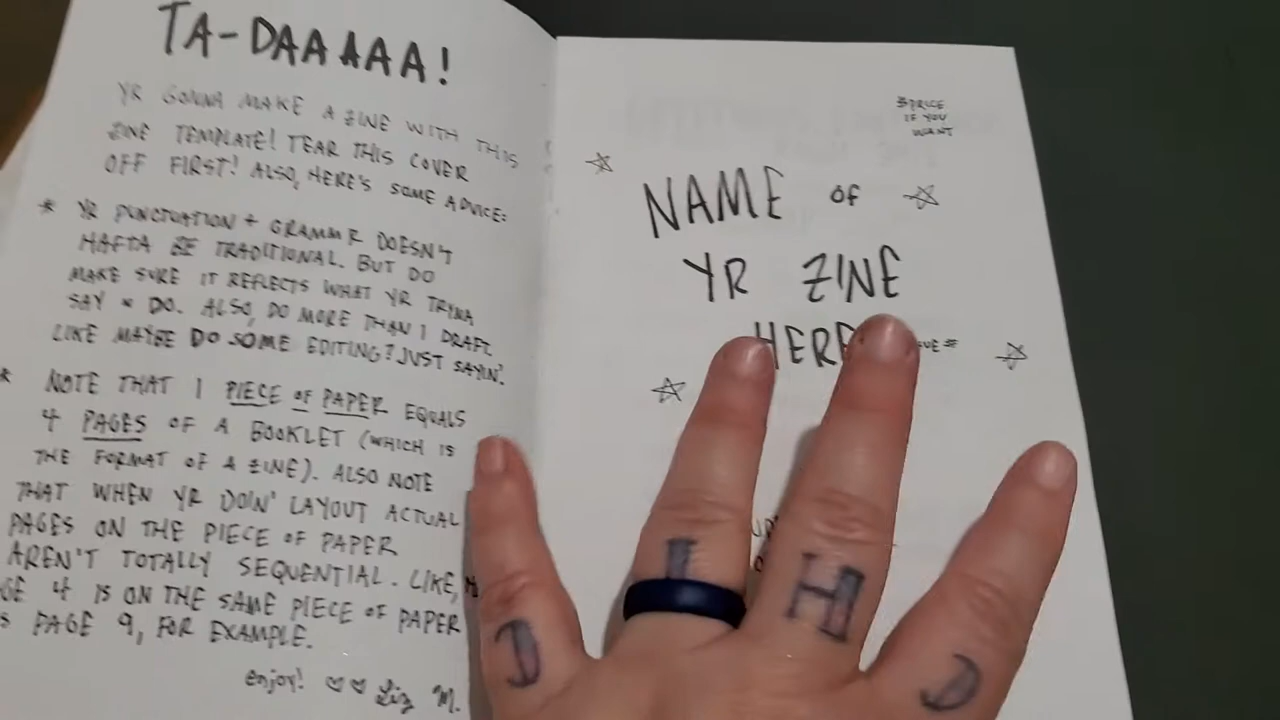 TA-DAAAAA!
YR GONNA MAKE A ZINE WITH THIS
ZINE TEMPLATE! TEAR THIS COVER
OFF FIRST! ALSO, HERE'S SOME ADVICE:
* YR PUNCTUATION + GRAMMR DOESN'T
HAFTA BE TRADITIONAL. BUT DO
MAKE SURE IT REFLECTS WHAT YR TRYNA
SAY & DO. ALSO, DO MORE THAN 1 DRAFT.
LIKE MAYBE DO SOME EDITING? JUST SAYIN'.
* NOTE THAT 1 PIECE OF PAPER EQUALS
4 PAGES OF A BOOKLET (WHICH IS
THE FORMAT OF A ZINE). ALSO NOTE
THAT WHEN YR DOIN' LAYOUT ACTUAL
PAGES ON THE PIECE OF PAPER
AREN'T TOTALLY SEQUENTIAL. LIKE,
4 IS ON THE SAME PIECE OF PAPER
PAGE 9, FOR EXAMPLE.
enjoy! ♡♡ Liz M.
$PRICE
IF YOU
WANT
NAME OF
YR ZINE
HERE
I H D